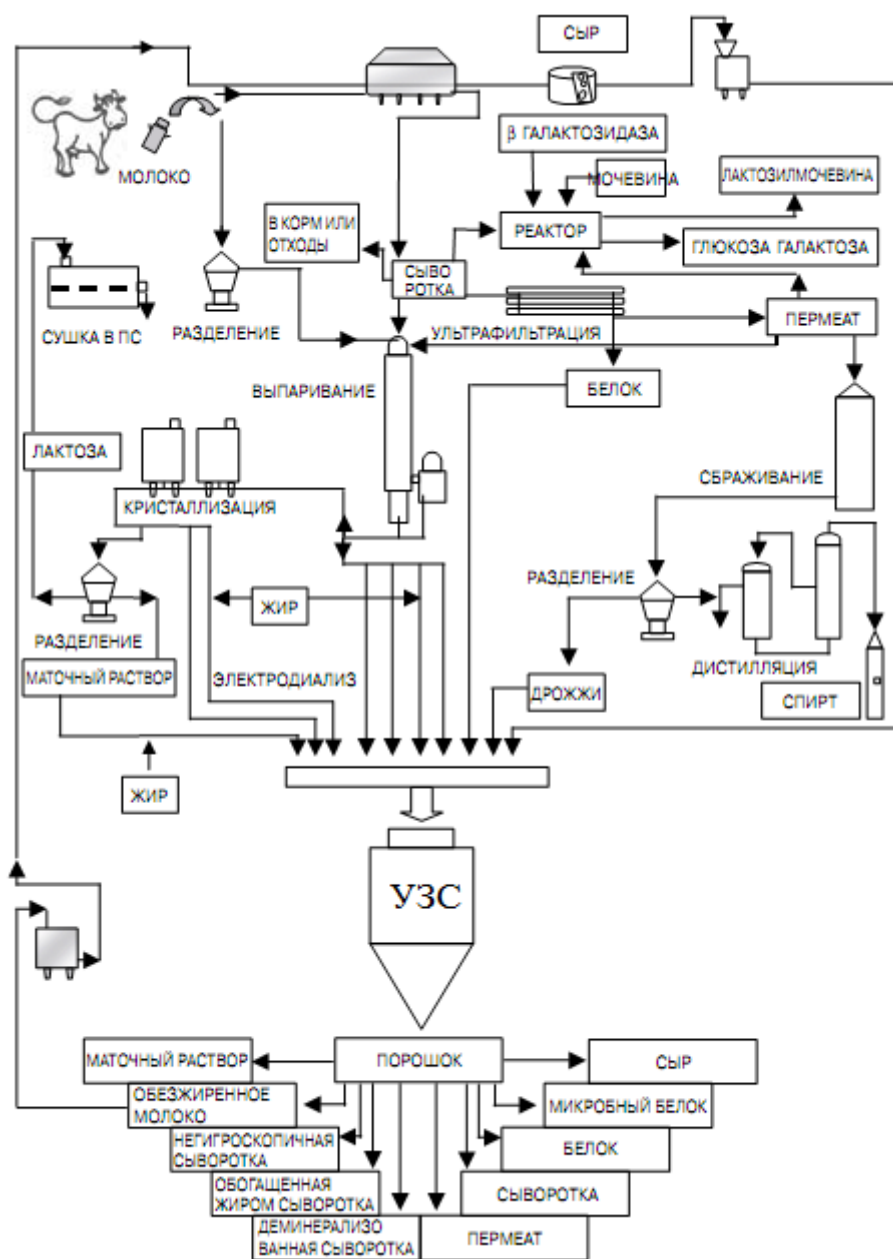 СЫР
β ГАЛАКТОЗИДАЗА
МОЧЕВИНА
ЛАКТОЗИЛМОЧЕВИНА
МОЛОКО
В КОРМ ИЛИ
ОТХОДЫ
РЕАКТОР
ГЛЮКОЗА ГАЛАКТОЗА
СЫВО
РОТКА
СУШКА В ПС
РАЗДЕЛЕНИЕ
УЛЬТРАФИЛЬТРАЦИЯ
ПЕРМЕАТ
ВЫПАРИВАНИЕ
БЕЛОК
ЛАКТОЗА
КРИСТАЛЛИЗАЦИЯ
СБРАЖИВАНИЕ
РАЗДЕЛЕНИЕ
ЖИР
РАЗДЕЛЕНИЕ
МАТОЧНЫЙ РАСТВОР
ЭЛЕКТРОДИАЛИЗ
ДИСТИЛЛЯЦИЯ
ДРОЖЖИ
СПИРТ
ЖИР
УЗС
МАТОЧНЫЙ РАСТВОР
ПОРОШОК
СЫР
ОБЕЗЖИРЕННОЕ
МОЛОКО
МИКРОБНЫЙ БЕЛОК
НЕГИГРОСКОПИЧНАЯ
СЫВОРОТКА
БЕЛОК
ОБОГАЩЕННАЯ
ЖИРОМ СЫВОРОТКА
СЫВОРОТКА
ДЕМИНЕРАЛИЗО
ВАННАЯ СЫВОРОТКА
ПЕРМЕАТ